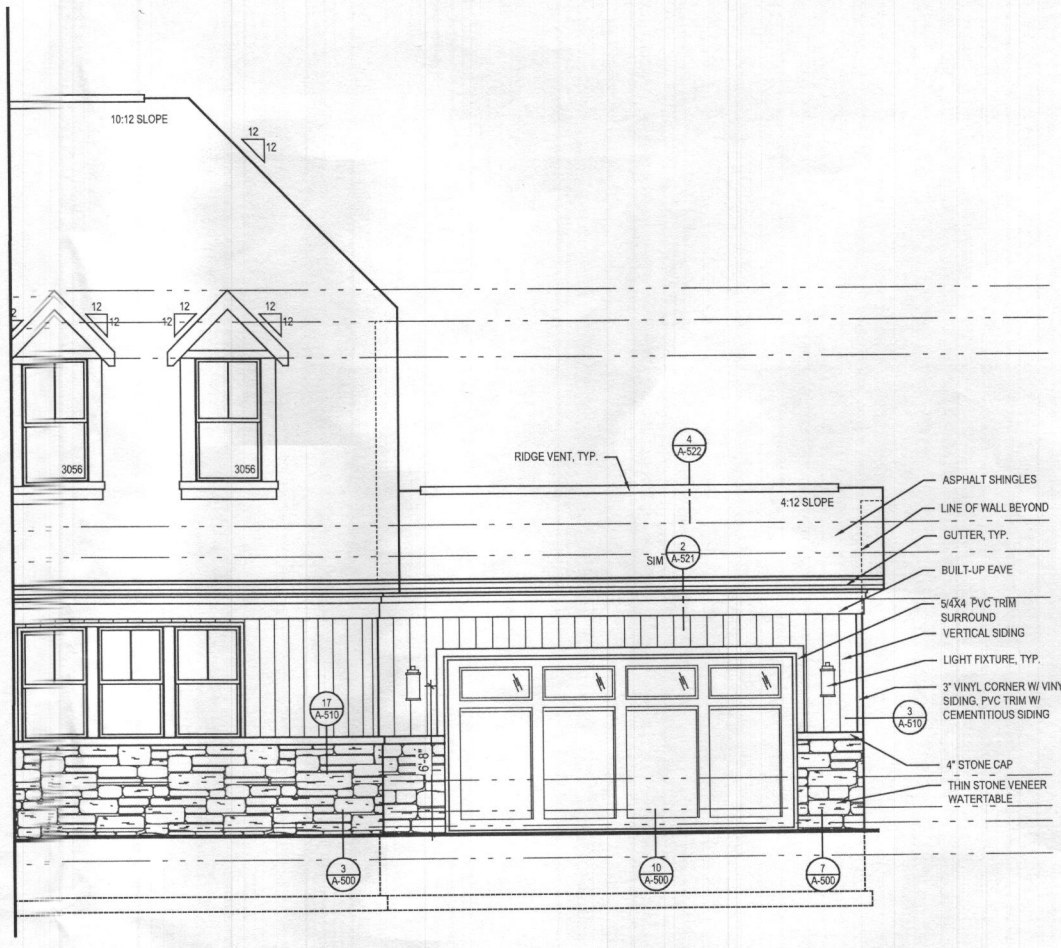 10:12 SLOPE
12
12
12
12
12
12
12
12
12
3056
3056
4
A-522
RIDGE VENT, TYP.
4:12 SLOPE
ASPHALT SHINGLES
LINE OF WALL BEYOND
GUTTER, TYP.
SIM
2
A-521
BUILT-UP EAVE
5/4X4 PVC TRIM
SURROUND
VERTICAL SIDING
LIGHT FIXTURE, TYP.
3" VINYL CORNER W/ VINY
SIDING, PVC TRIM W/
CEMENTITIOUS SIDING
3
A-510
17
A-510
6'-8"
4" STONE CAP
THIN STONE VENEER
WATERTABLE
3
A-500
10
A-500
7
A-500